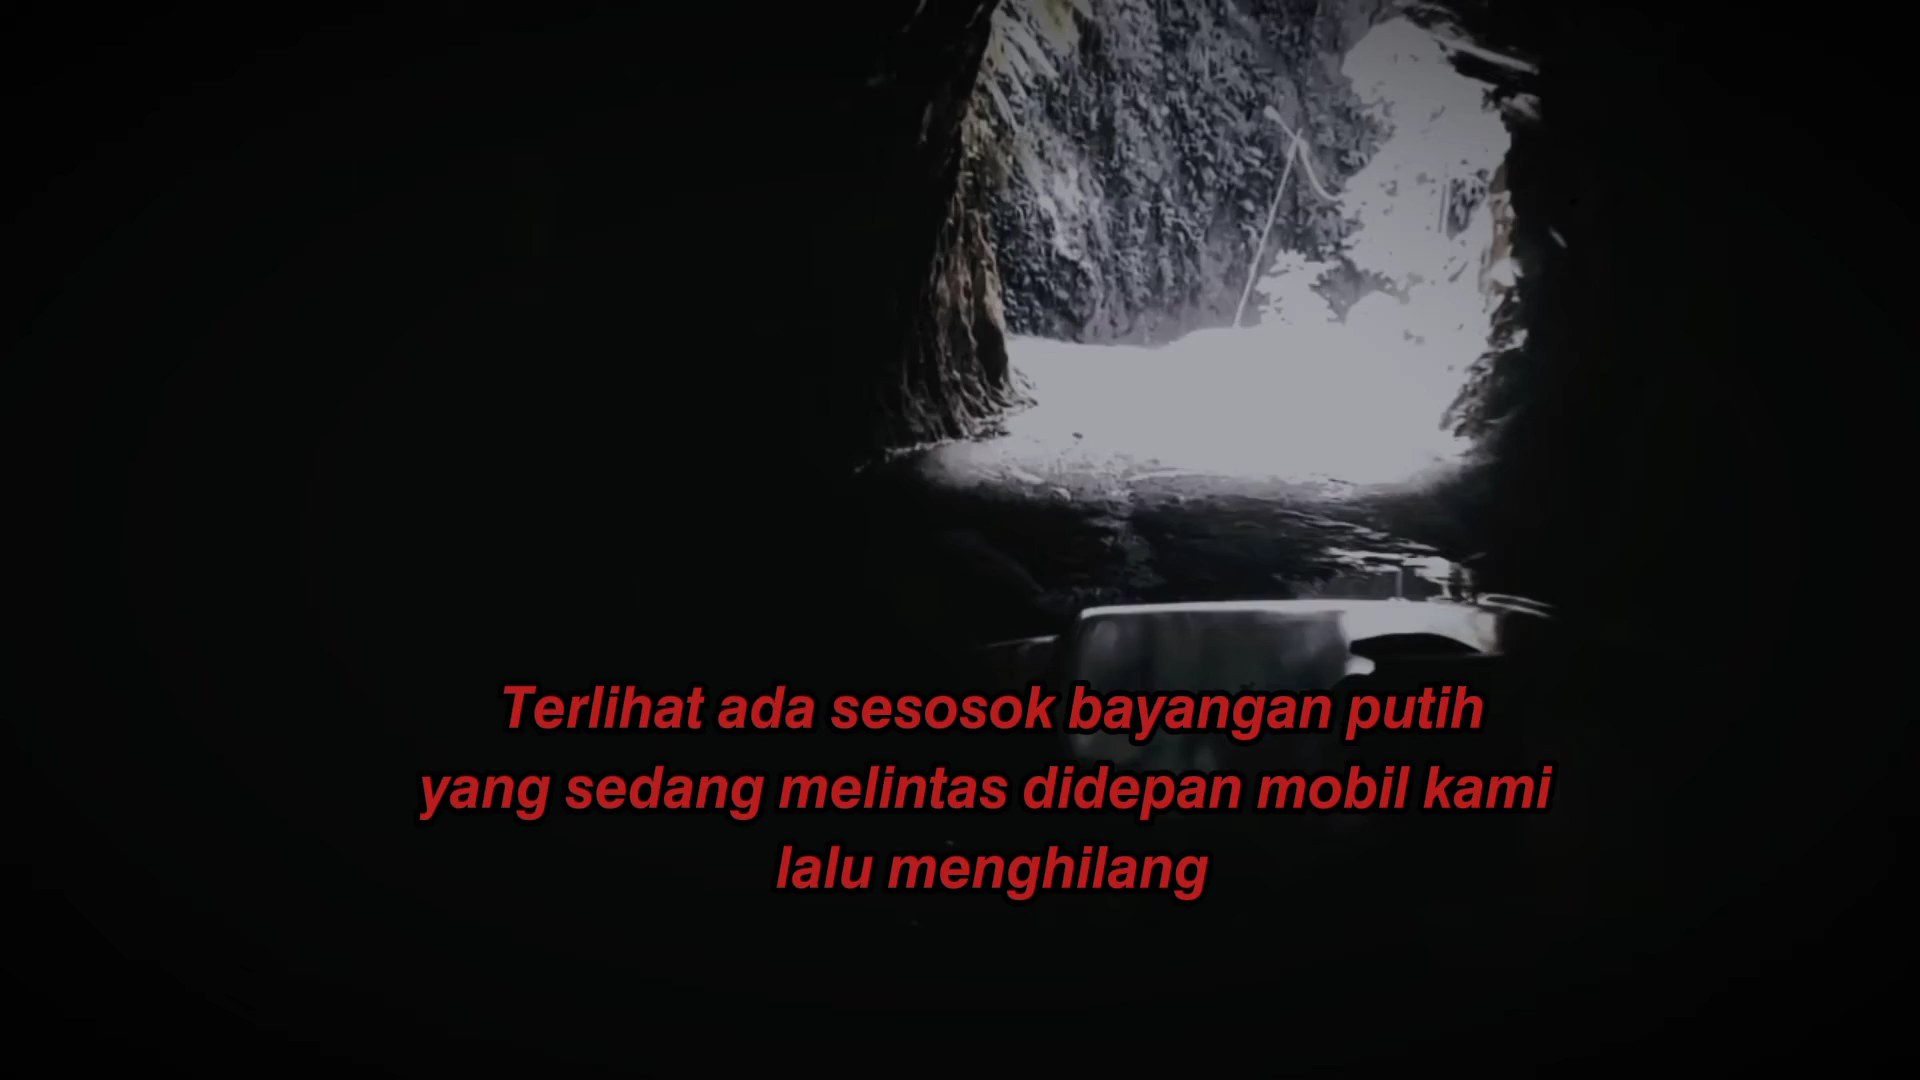 Terlihat ada sesosok bayangan putih
yang sedang melintas didepan mobil kami
lalu menghilang